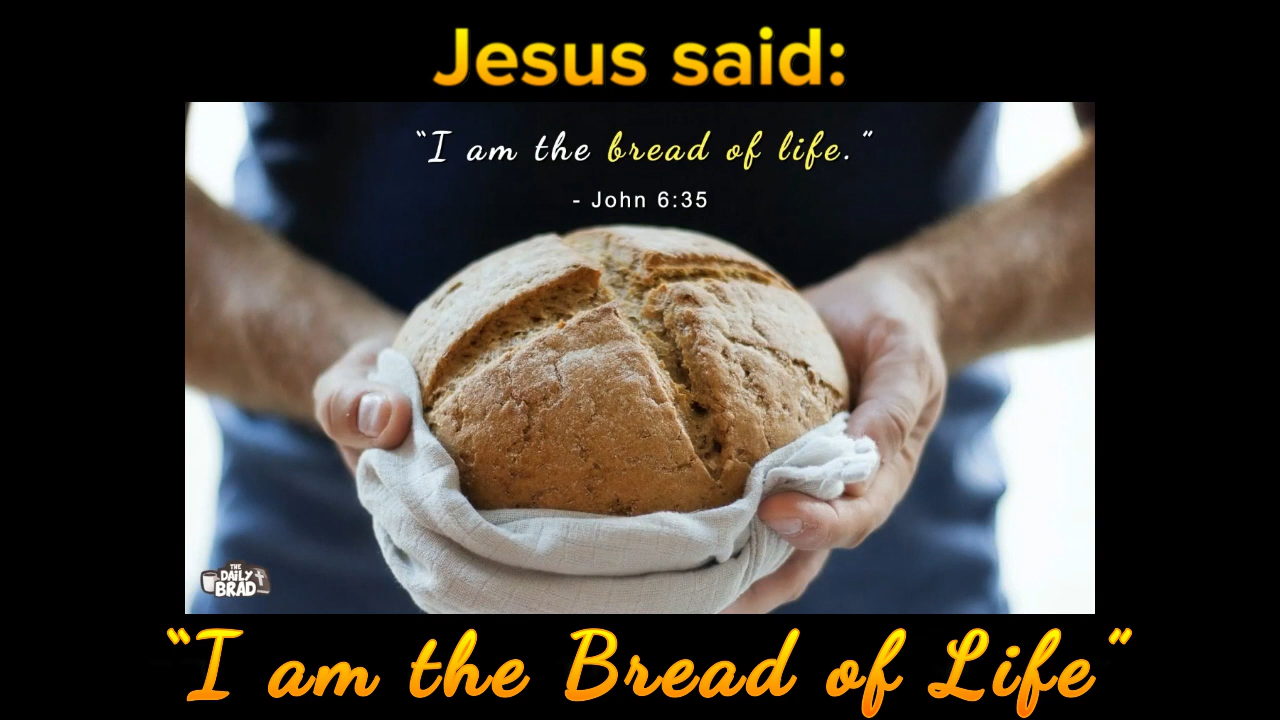 Jesus said:
“I am the bread of life.”
- John 6:35
THE
DAILY
BRAD
“I am the Bread of Life”